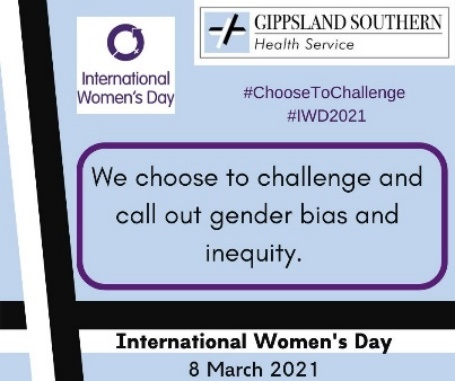 International
Women's Day
GIPPSLAND SOUTHERN
Health Service
#ChooseToChallenge
#IWD2021
We choose to challenge and
call out gender bias and
inequity.
International Women's Day
8 March 2021